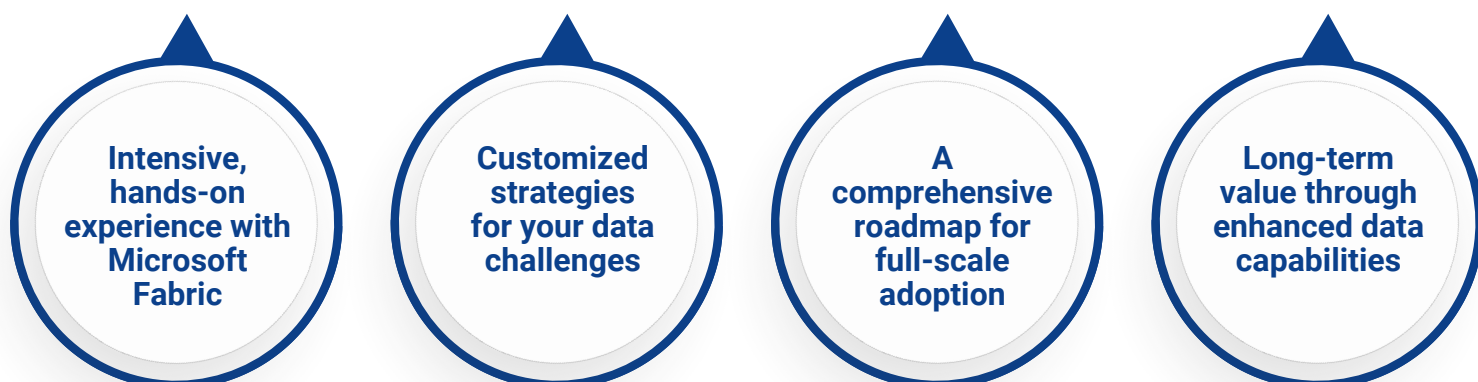 Intensive,
hands-on
experience with
Microsoft
Fabric
Customized
strategies
for your data
challenges
A
comprehensive
roadmap for
full-scale
adoption
Long-term
value through
enhanced data
capabilities